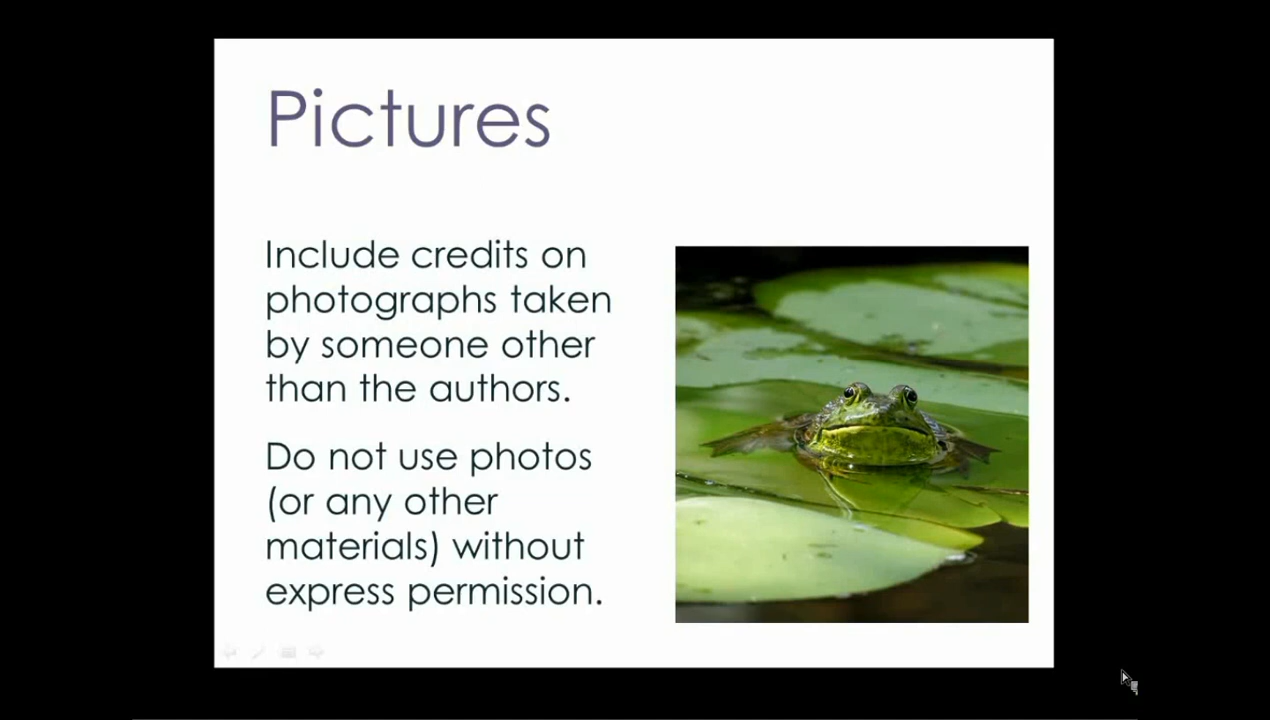 Pictures
Include credits on
photographs taken
by someone other
than the authors.
Do not use photos
(or any other
materials) without
express permission.